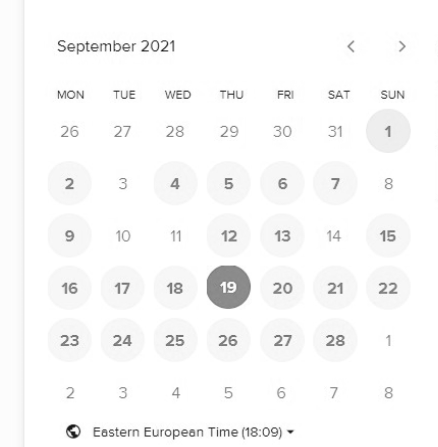 September 2021 < >
MON TUE WED THU FRI SAT SUN
26 27 28 29 30 31 1
2 3 4 5 6 7 8
9 10 11 12 13 14 15
16 17 18 19 20 21 22
23 24 25 26 27 28 1
2 3 4 5 6 7 8
Eastern European Time (18:09)